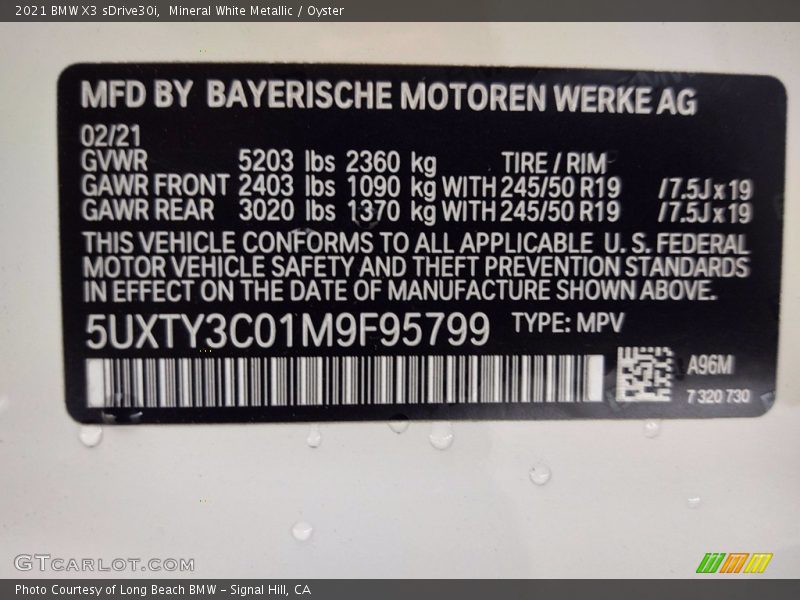 2021 BMW X3 sDrive30i, Mineral White Metallic / Oyster
MFD BY BAYERISCHE MOTOREN WERKE AG
02/21
GVWR 5203 lbs 2360 kg TIRE / RIM
GAWR FRONT 2403 lbs 1090 kg WITH 245/50 R19 /7.5J x 19
GAWR REAR 3020 lbs 1370 kg WITH 245/50 R19 /7.5J x 19
THIS VEHICLE CONFORMS TO ALL APPLICABLE U. S. FEDERAL
MOTOR VEHICLE SAFETY AND THEFT PREVENTION STANDARDS
IN EFFECT ON THE DATE OF MANUFACTURE SHOWN ABOVE.
5UXTY3C01M9F95799 TYPE: MPV
A96M
7 320 730
GTCARLOT.COM
Photo Courtesy of Long Beach BMW - Signal Hill, CA